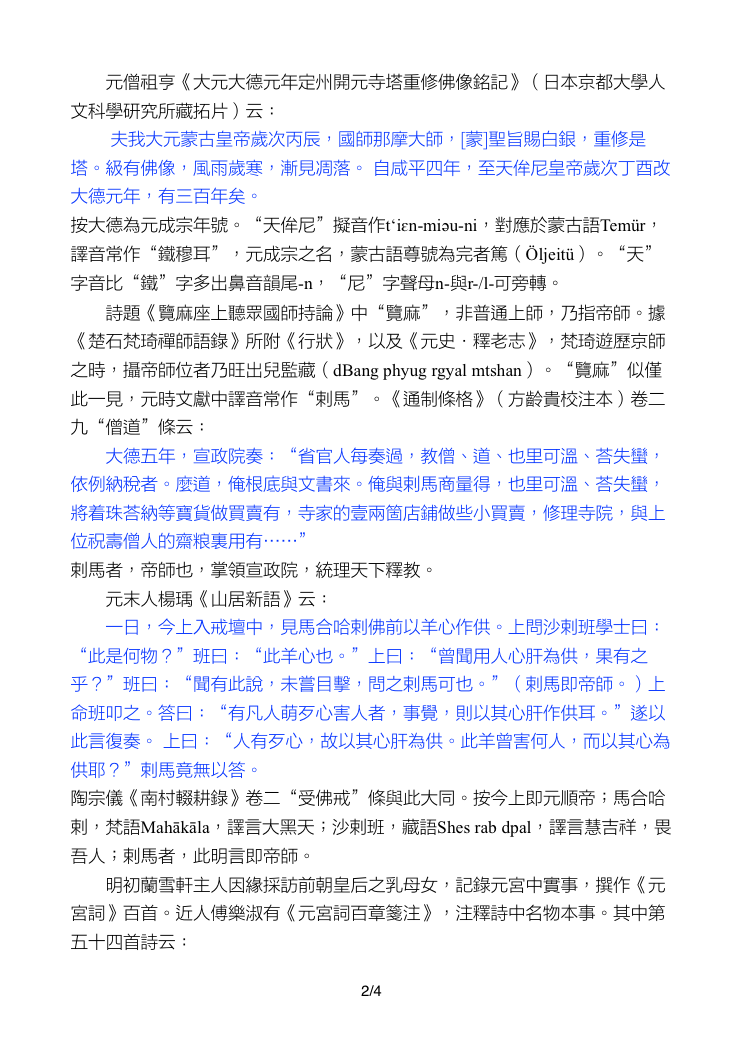 元僧祖亨《大元大德元年定州開元寺塔重修佛像銘記》（日本京都大學人
文科學研究所藏拓片）云：
夫我大元蒙古皇帝歲次丙辰，國師那摩大師，[蒙]聖旨賜白銀，重修是
塔。級有佛像，風雨歲寒，漸見凋落。 自咸平四年，至天侔尼皇帝歲次丁酉改
大德元年，有三百年矣。
按大德為元成宗年號。“天侔尼”擬音作t‘iɛn-miəu-ni，對應於蒙古語Temür，
譯音常作“鐵穆耳”，元成宗之名，蒙古語尊號為完者篤（Öljeitü）。“天”
字音比“鐵”字多出鼻音韻尾-n，“尼”字聲母n-與r-/l-可旁轉。
詩題《覽麻座上聽眾國師持論》中“覽麻”，非普通上師，乃指帝師。據
《楚石梵琦禪師語錄》所附《行狀》，以及《元史．釋老志》，梵琦遊歷京師
之時，攝帝師位者乃旺出兒監藏（dBang phyug rgyal mtshan）。“覽麻”似僅
此一見，元時文獻中譯音常作“剌馬”。《通制條格》（方齡貴校注本）卷二
九“僧道”條云：
大德五年，宣政院奏：“省官人每奏過，教僧、道、也里可溫、荅失蠻，
依例納稅者。麼道，俺根底與文書來。俺與剌馬商量得，也里可溫、荅失蠻，
將着珠荅納等寶貨做買賣有，寺家的壹兩箇店鋪做些小買賣，修理寺院，與上
位祝壽僧人的齋粮裏用有……”
剌馬者，帝師也，掌領宣政院，統理天下釋教。
元末人楊瑀《山居新語》云：
一日，今上入戒壇中，見馬合哈剌佛前以羊心作供。上問沙剌班學士曰：
“此是何物？”班曰：“此羊心也。”上曰：“曾聞用人心肝為供，果有之
乎？”班曰：“聞有此說，未嘗目擊，問之剌馬可也。”（剌馬即帝師。）上
命班叩之。答曰：“有凡人萌歹心害人者，事覺，則以其心肝作供耳。”遂以
此言復奏。 上曰：“人有歹心，故以其心肝為供。此羊曾害何人，而以其心為
供耶？”剌馬竟無以答。
陶宗儀《南村輟耕錄》卷二“受佛戒”條與此大同。按今上即元順帝；馬合哈
剌，梵語Mahākāla，譯言大黑天；沙剌班，藏語Shes rab dpal，譯言慧吉祥，畏
吾人；剌馬者，此明言即帝師。
明初蘭雪軒主人因緣採訪前朝皇后之乳母女，記錄元宮中實事，撰作《元
宮詞》百首。近人傅樂淑有《元宮詞百章箋注》，注釋詩中名物本事。其中第
五十四首詩云：
2/4